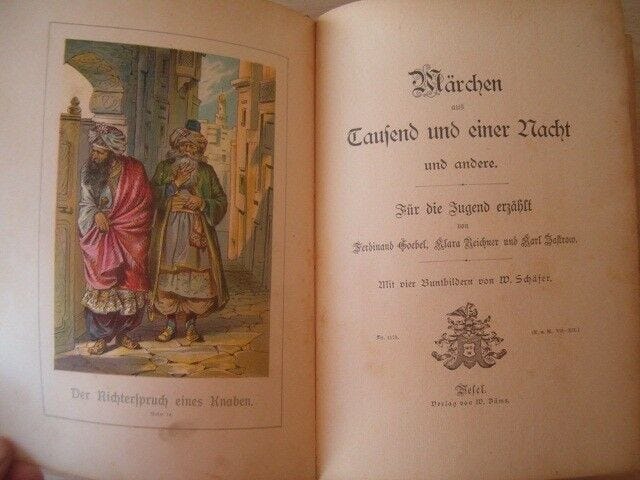 Der Richterspruch eines Knaben.
Märchen
aus
Tausend und einer Nacht
und andere.
Für die Jugend erzählt
von
Ferdinand Goebel, Klara Reichner und Karl Zastrow.
Mit vier Buntbildern von W. Schäfer.
Wesel.
Verlag von W. Düms.